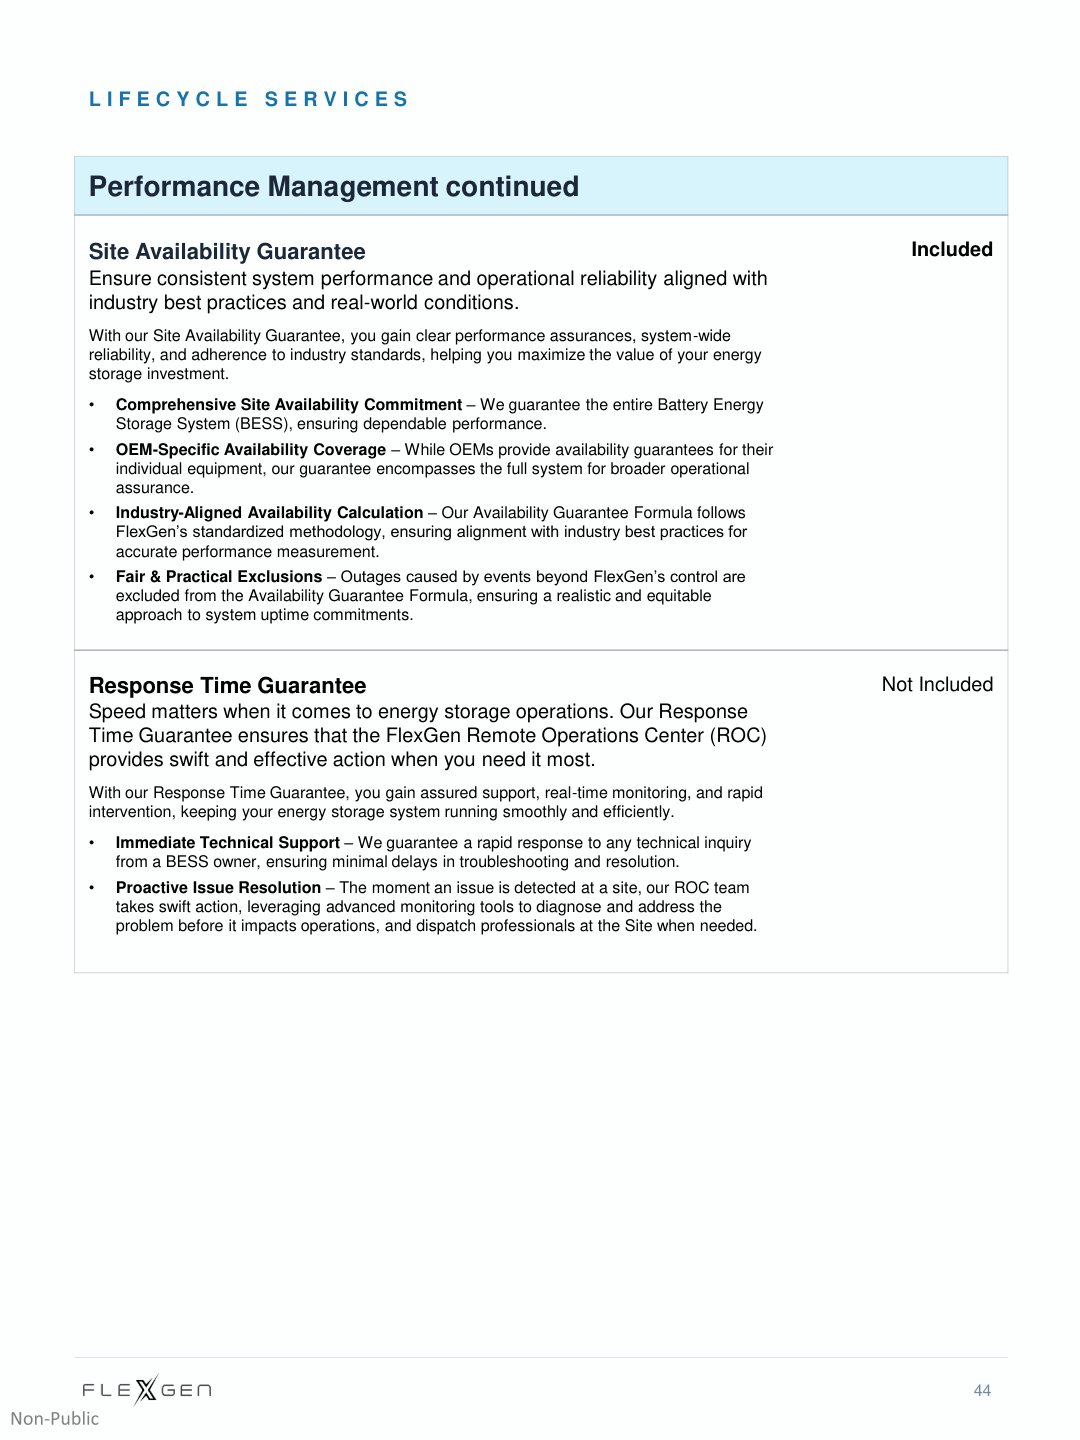 LIFECYCLE SERVICES
Performance Management continued
Site Availability Guarantee
Included
Ensure consistent system performance and operational reliability aligned with
industry best practices and real-world conditions.
With our Site Availability Guarantee, you gain clear performance assurances, system-wide
reliability, and adherence to industry standards, helping you maximize the value of your energy
storage investment.
• Comprehensive Site Availability Commitment – We guarantee the entire Battery Energy
Storage System (BESS), ensuring dependable performance.
• OEM-Specific Availability Coverage – While OEMs provide availability guarantees for their
individual equipment, our guarantee encompasses the full system for broader operational
assurance.
• Industry-Aligned Availability Calculation – Our Availability Guarantee Formula follows
FlexGen’s standardized methodology, ensuring alignment with industry best practices for
accurate performance measurement.
• Fair & Practical Exclusions – Outages caused by events beyond FlexGen’s control are
excluded from the Availability Guarantee Formula, ensuring a realistic and equitable
approach to system uptime commitments.
Response Time Guarantee
Not Included
Speed matters when it comes to energy storage operations. Our Response
Time Guarantee ensures that the FlexGen Remote Operations Center (ROC)
provides swift and effective action when you need it most.
With our Response Time Guarantee, you gain assured support, real-time monitoring, and rapid
intervention, keeping your energy storage system running smoothly and efficiently.
• Immediate Technical Support – We guarantee a rapid response to any technical inquiry
from a BESS owner, ensuring minimal delays in troubleshooting and resolution.
• Proactive Issue Resolution – The moment an issue is detected at a site, our ROC team
takes swift action, leveraging advanced monitoring tools to diagnose and address the
problem before it impacts operations, and dispatch professionals at the Site when needed.
FLEXGEN
44
Non-Public